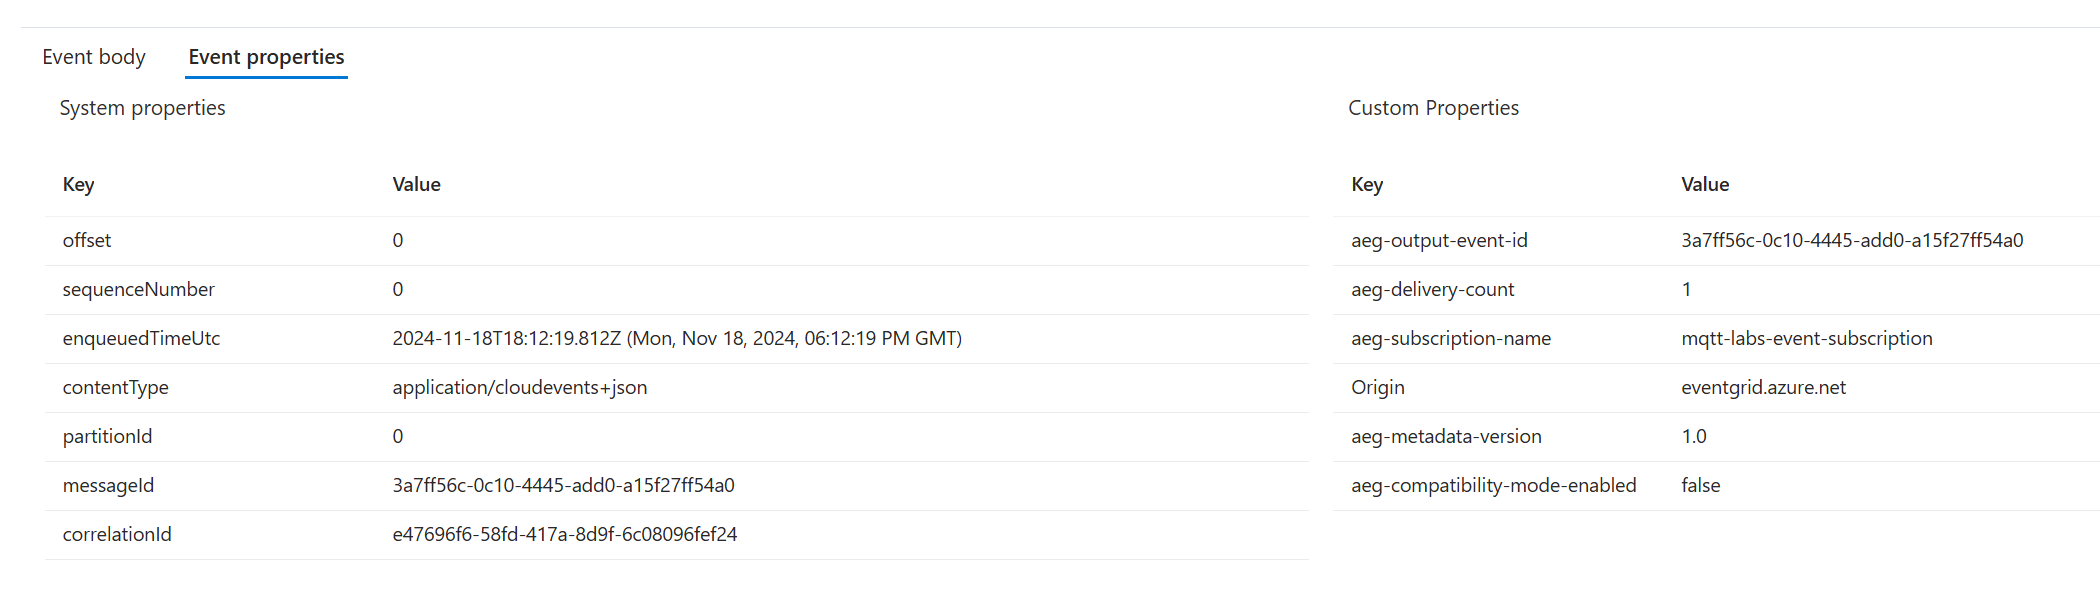 Event body Event properties
System properties
Key Value
offset 0
sequenceNumber 0
enqueuedTimeUtc 2024-11-18T18:12:19.812Z (Mon, Nov 18, 2024, 06:12:19 PM GMT)
contentType application/cloudevents+json
partitionId 0
messageId 3a7ff56c-0c10-4445-add0-a15f27ff54a0
correlationId e47696f6-58fd-417a-8d9f-6c08096fef24
Custom Properties
Key Value
aeg-output-event-id 3a7ff56c-0c10-4445-add0-a15f27ff54a0
aeg-delivery-count 1
aeg-subscription-name mqtt-labs-event-subscription
Origin eventgrid.azure.net
aeg-metadata-version 1.0
aeg-compatibility-mode-enabled false